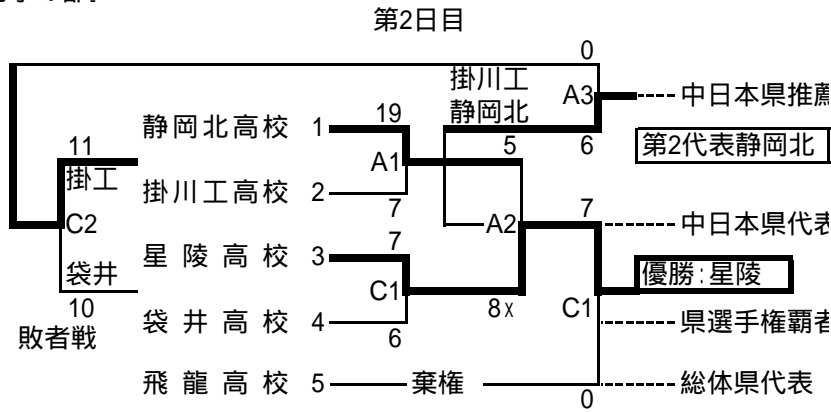 第2日目
0
掛川工 A3 中日本県推薦
静岡北高校 1 19 静岡北
11 A1 5 6 第2代表静岡北
掛工
掛川工高校 2
7
C2 A2 7 中日本県代表
星陵高校 3 7
袋井 優勝:星陵
C1
10 8x C1
敗者戦 袋井高校 4 県選手権覇者
6
飛龍高校 5 棄権 総体県代表
0